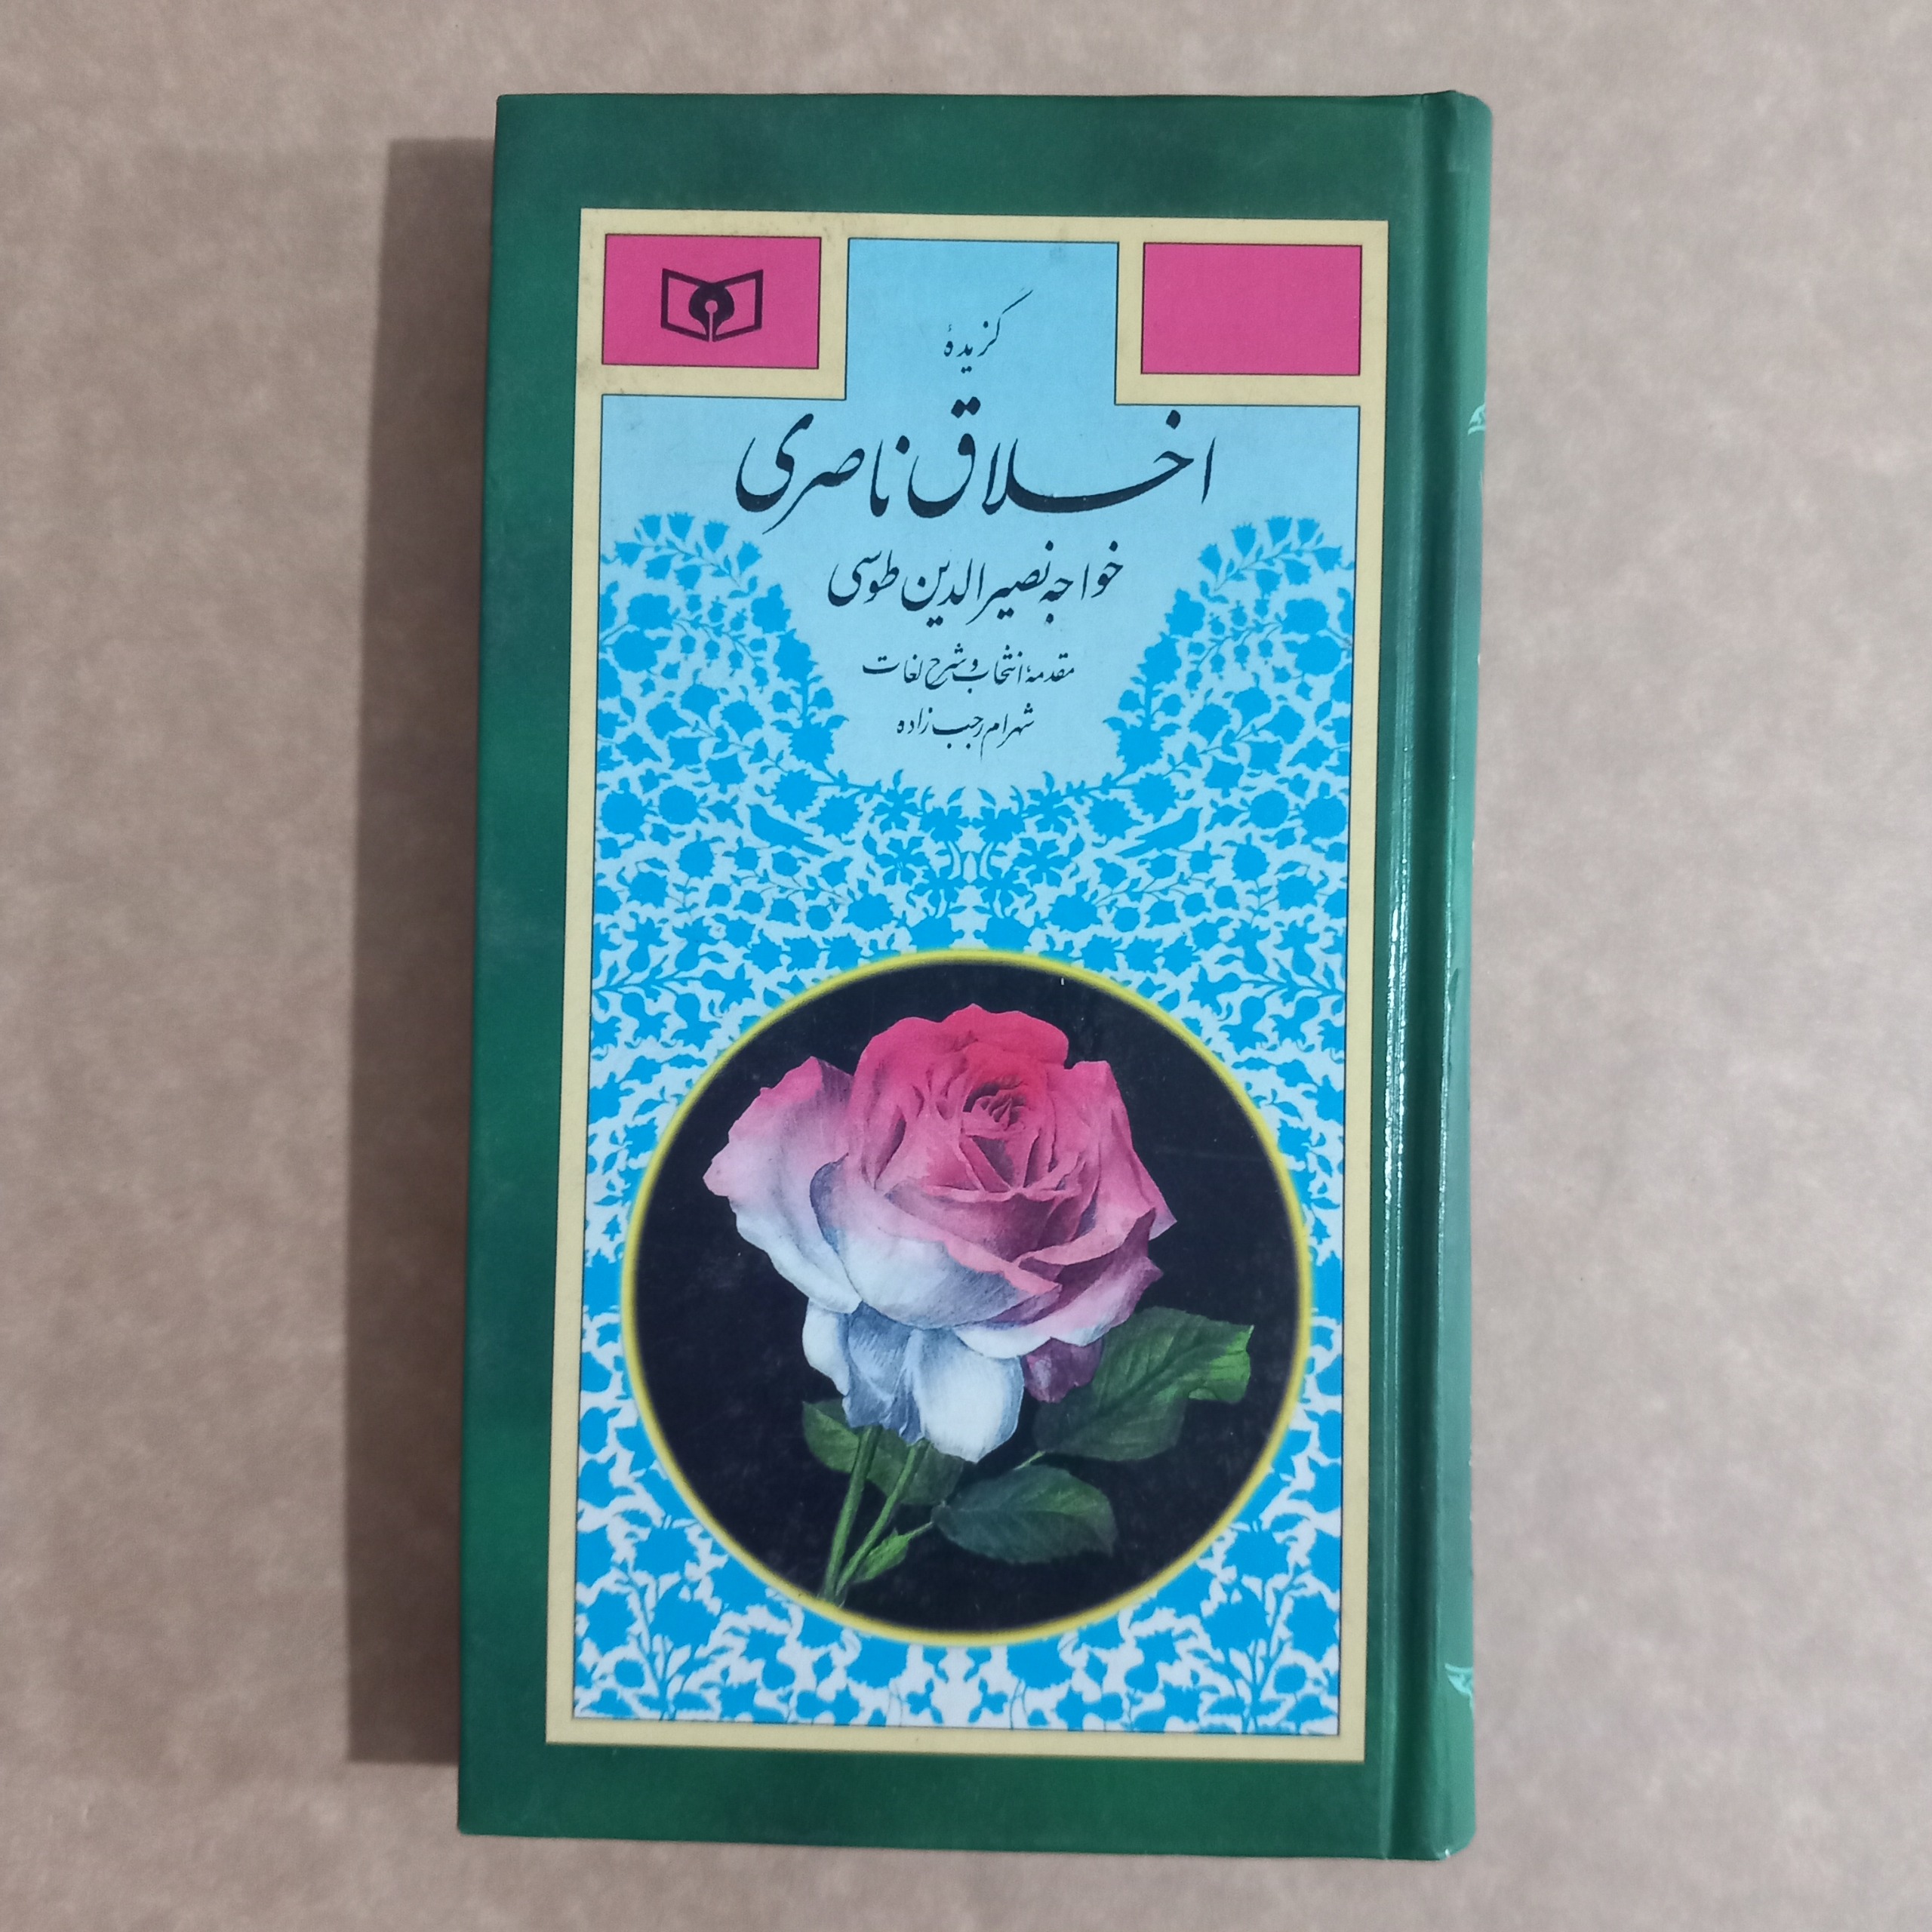 گزیدهٔ
اخلاق ناصری
خواجه نصیرالدین طوسی
مقدمه، انتخاب و شرح لغات
شهرام رجب‌زاده